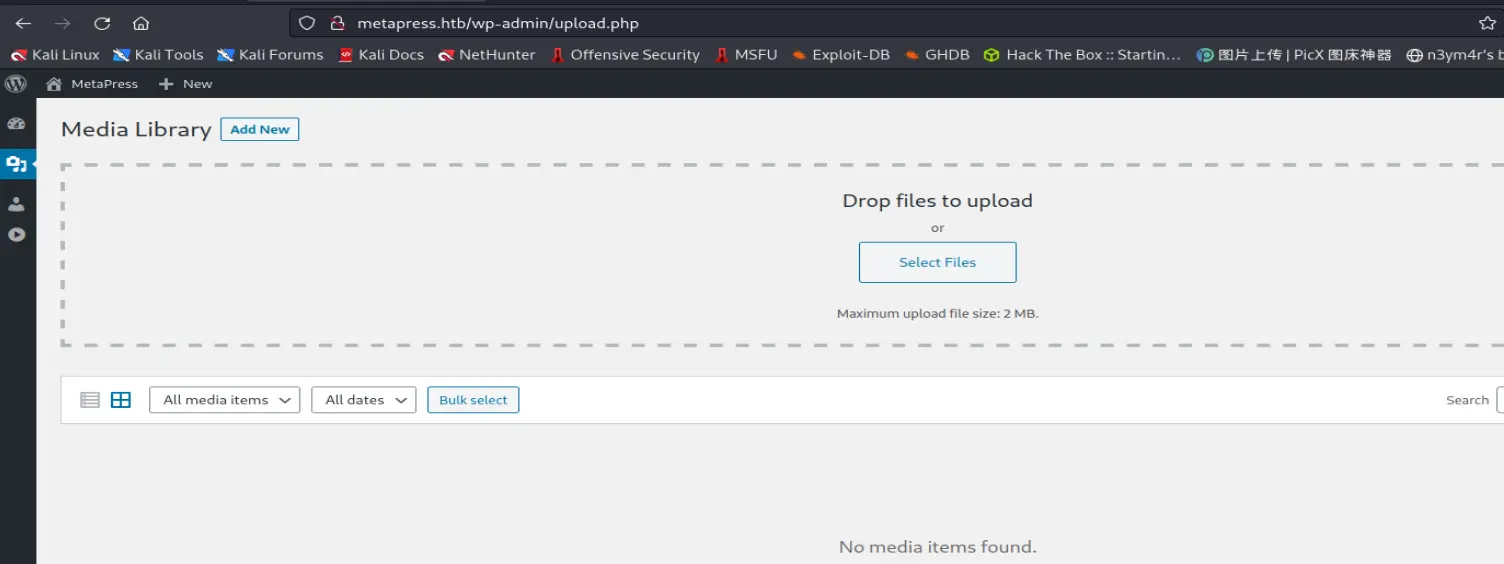 metapress.htb/wp-admin/upload.php
Kali Linux Kali Tools Kali Forums Kali Docs NetHunter Offensive Security MSFU Exploit-DB GHDB Hack The Box :: Startin… 图片上传 | PicX 图床神器 n3ym4r's b
MetaPress New
Media Library Add New
Drop files to upload
or
Select Files
Maximum upload file size: 2 MB.
All media items All dates Bulk select Search
No media items found.